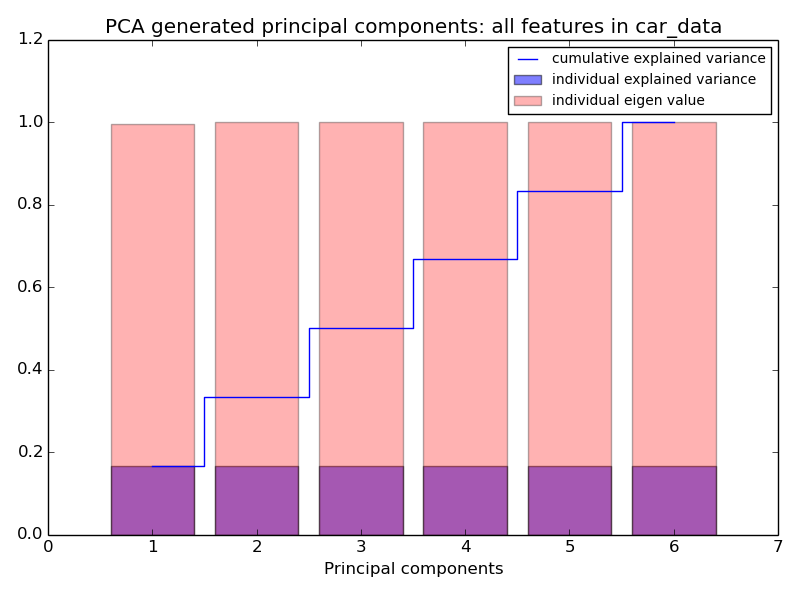 PCA generated principal components: all features in car_data
1.2
cumulative explained variance
individual explained variance
individual eigen value
1.0
0.8
0.6
0.4
0.2
0.0
0 1 2 3 4 5 6 7
Principal components